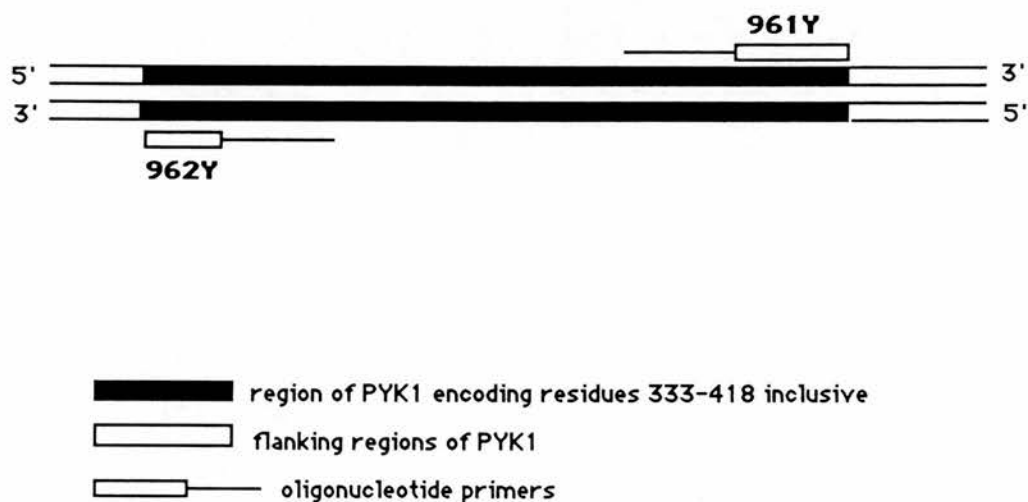 961Y
5' 3'
3' 5'
962Y
region of PYK1 encoding residues 333-418 inclusive
flanking regions of PYK1
oligonucleotide primers